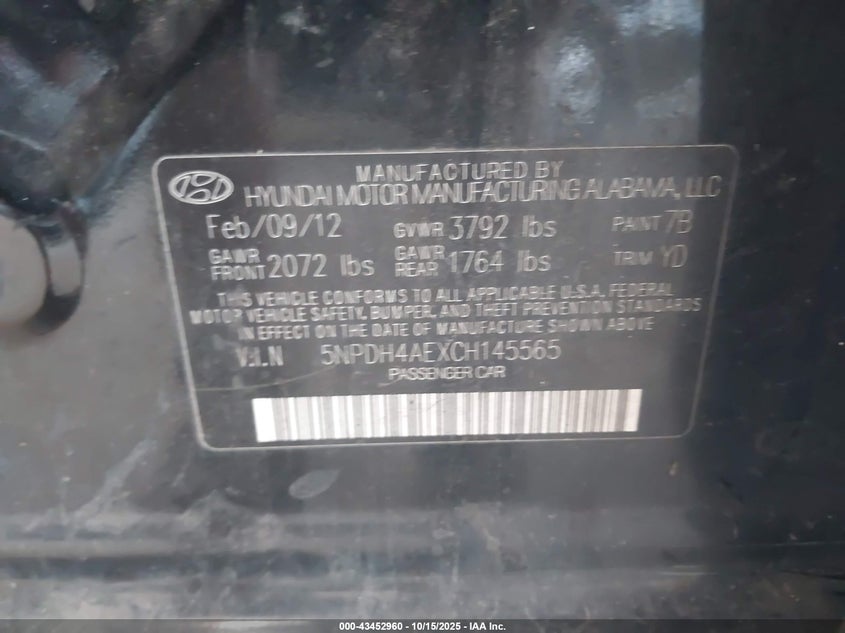 MANUFACTURED BY
HYUNDAI MOTOR MANUFACTURING ALABAMA, LLC
Feb/09/12 GVWR 3792 lbs PAINT 7B
GAWR FRONT 2072 lbs GAWR REAR 1764 lbs TRIM YD
THIS VEHICLE CONFORMS TO ALL APPLICABLE U.S.A. FEDERAL
MOTOR VEHICLE SAFETY, BUMPER, AND THEFT PREVENTION STANDARDS
IN EFFECT ON THE DATE OF MANUFACTURE SHOWN ABOVE
V.I.N 5NPDH4AEXCH145565
PASSENGER CAR
000-43452960 - 10/15/2025 - IAA Inc.